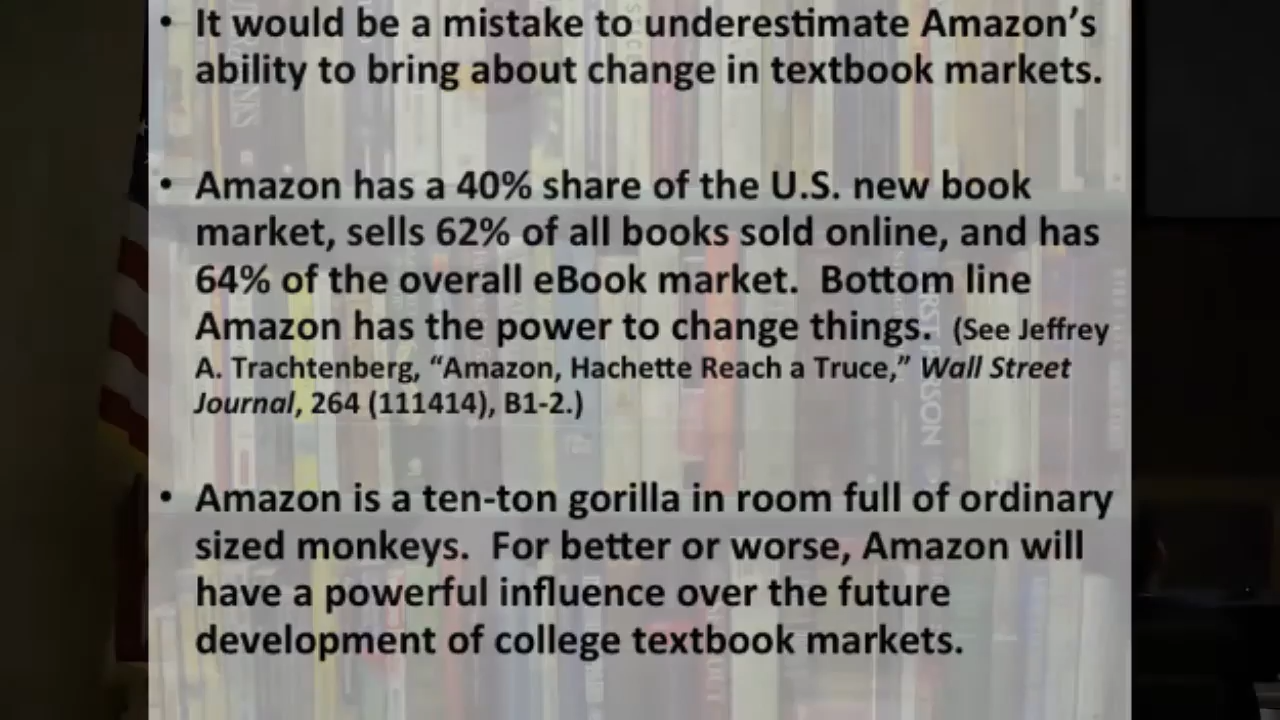 • It would be a mistake to underestimate Amazon's
ability to bring about change in textbook markets.
• Amazon has a 40% share of the U.S. new book
market, sells 62% of all books sold online, and has
64% of the overall eBook market.  Bottom line
Amazon has the power to change things.  (See Jeffrey
A. Trachtenberg, “Amazon, Hachette Reach a Truce,” Wall Street
Journal, 264 (111414), B1-2.)
• Amazon is a ten-ton gorilla in room full of ordinary
sized monkeys.  For better or worse, Amazon will
have a powerful influence over the future
development of college textbook markets.
RST PERSON